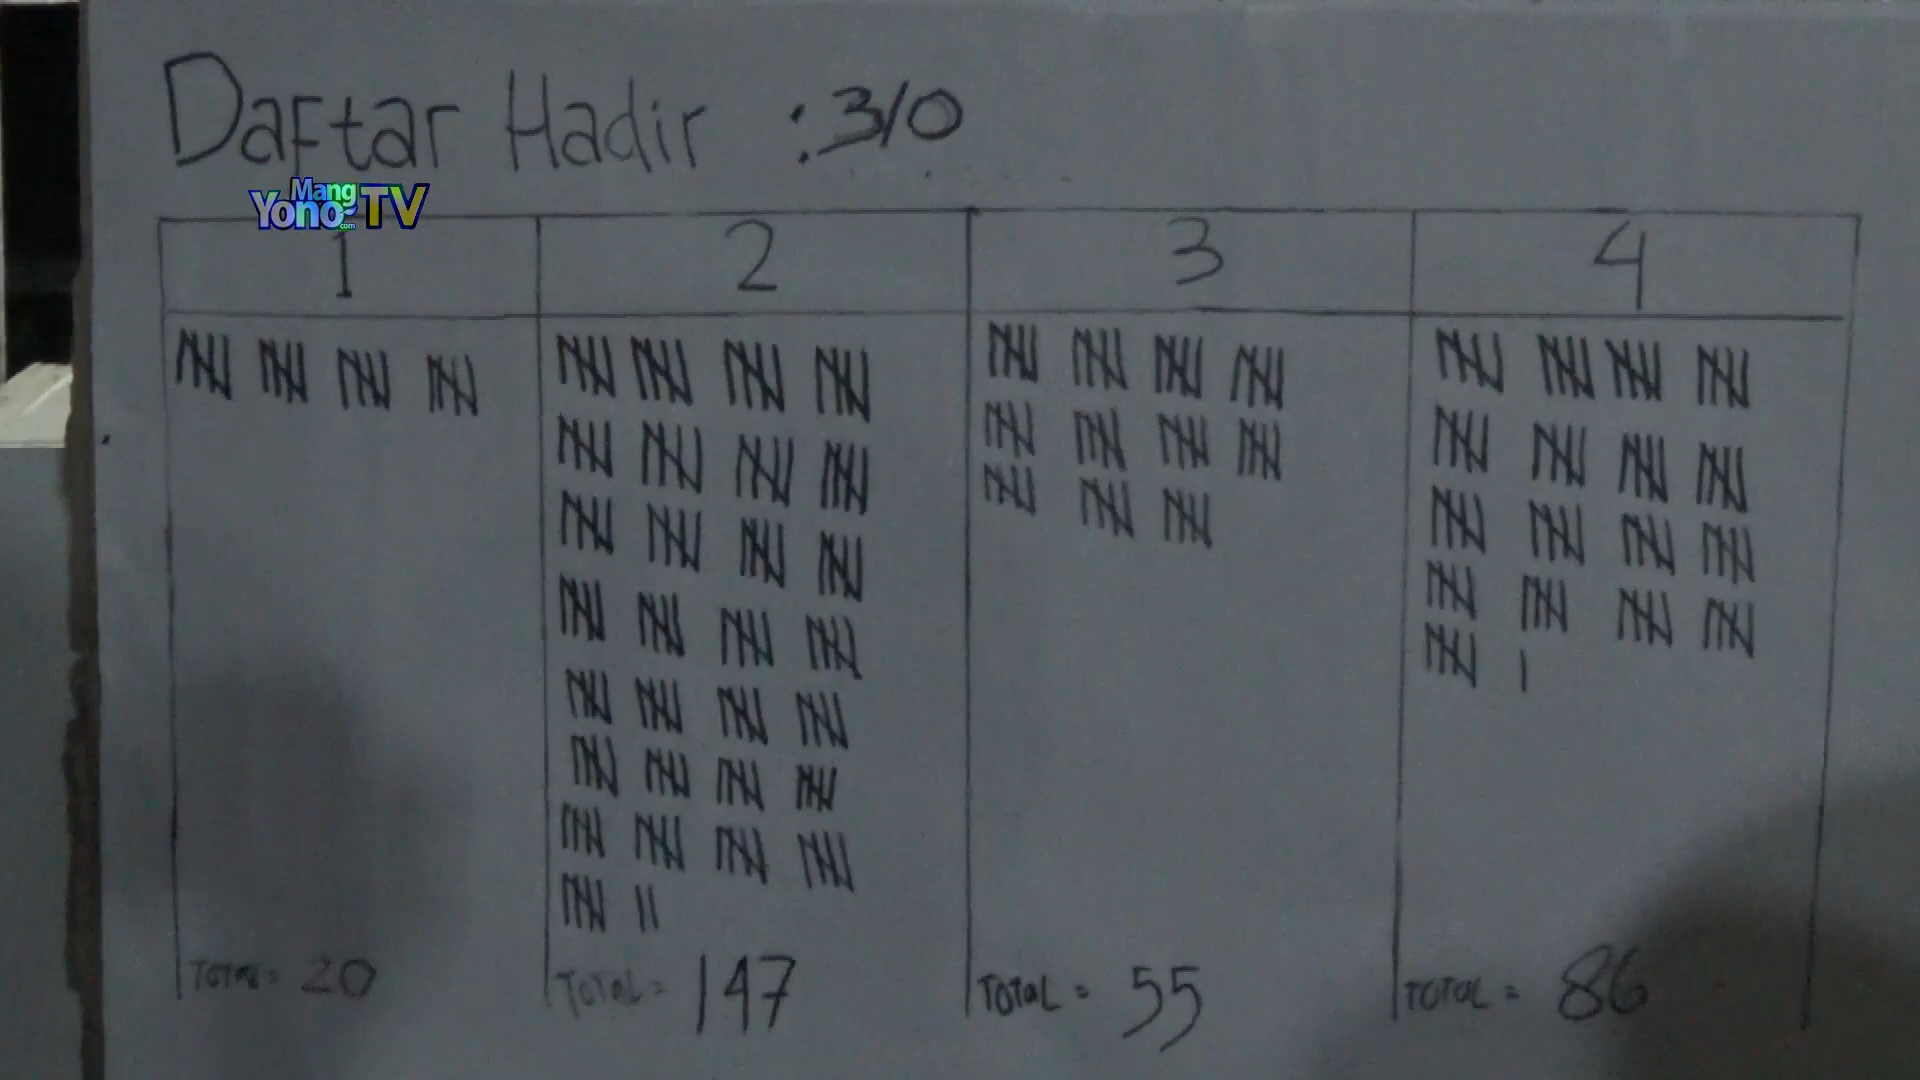 Daftar Hadir : 310
Mang
Yono.com TV
1 2 3 4
TOTAL = 20 TOTAL = 147 TOTAL = 55 TOTAL = 86